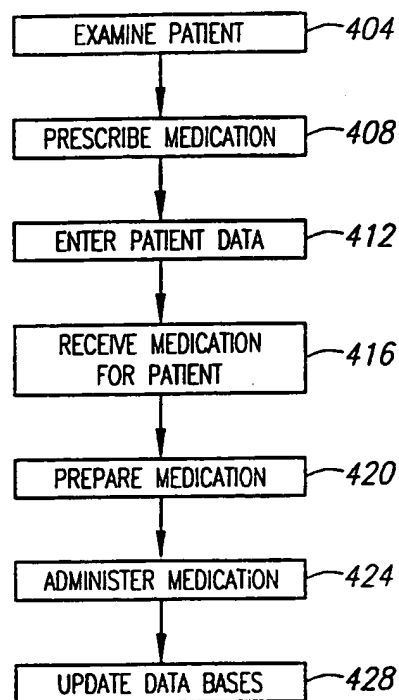 EXAMINE PATIENT 404
PRESCRIBE MEDICATION 408
ENTER PATIENT DATA 412
RECEIVE MEDICATION
FOR PATIENT 416
PREPARE MEDICATION 420
ADMINISTER MEDICATION 424
UPDATE DATA BASES 428